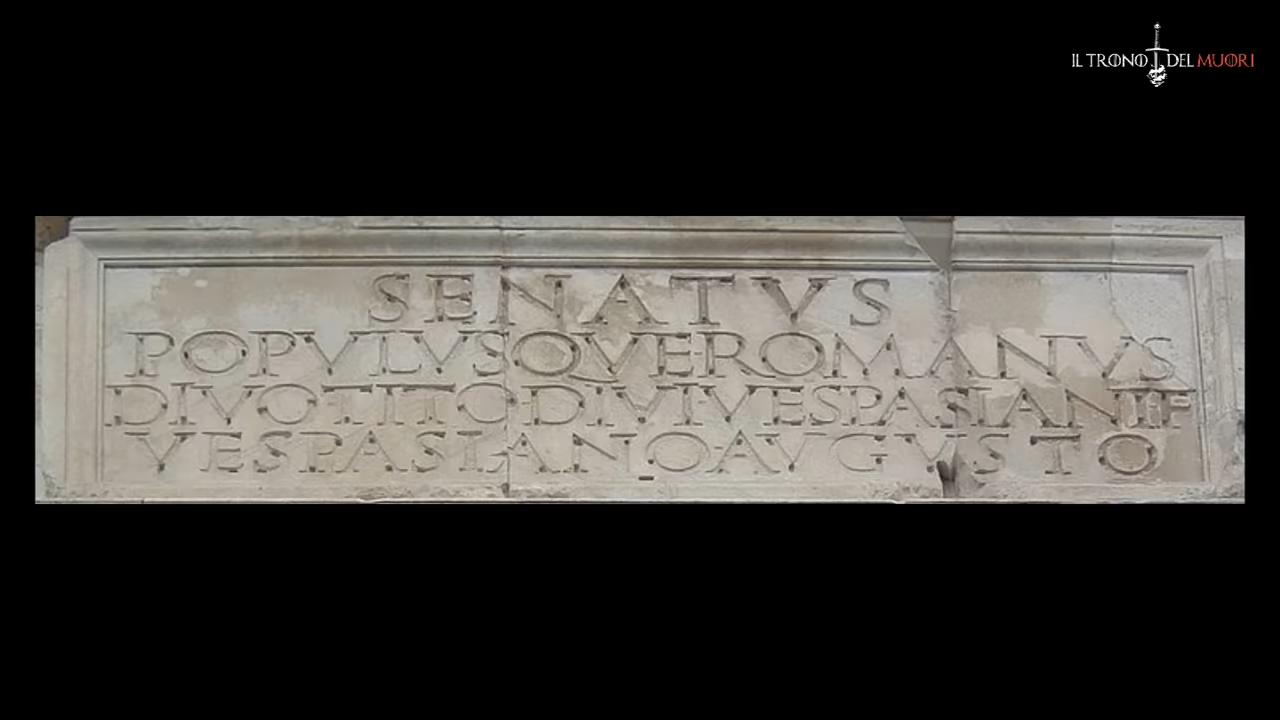 IL TRONO DEL MUORI
SENATVS
POPVLVSQVEROMANVS
DIVOTITODIVIVESPASIANIF
VESPASIANOAVGVSTO